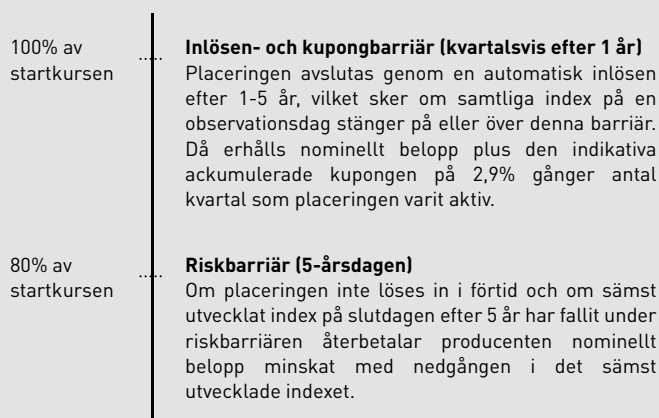 100% av
startkursen
.....
Inlösen- och kupongbarriär (kvartalsvis efter 1 år)
Placeringen avslutas genom en automatisk inlösen
efter 1-5 år, vilket sker om samtliga index på en
observationsdag stänger på eller över denna barriär.
Då erhålls nominellt belopp plus den indikativa
ackumulerade kupongen på 2,9% gånger antal
kvartal som placeringen varit aktiv.
80% av
startkursen
.....
Riskbarriär (5-årsdagen)
Om placeringen inte löses in i förtid och om sämst
utvecklat index på slutdagen efter 5 år har fallit under
riskbarriären återbetalar producenten nominellt
belopp minskat med nedgången i det sämst
utvecklade indexet.